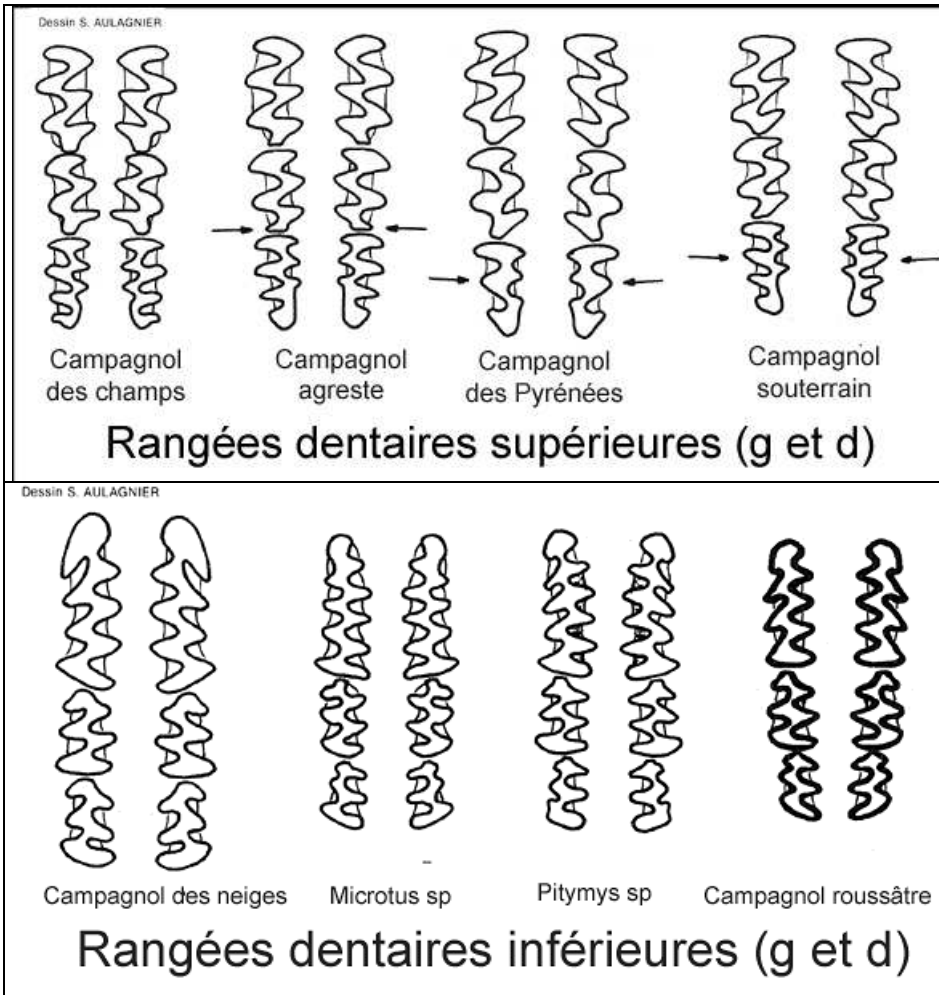 Dessin S. AULAGNIER
Campagnol
des champs
Campagnol
agreste
Campagnol
des Pyrénées
Campagnol
souterrain
Rangées dentaires supérieures (g et d)
Dessin S. AULAGNIER
Campagnol des neiges
Microtus sp
Pitymys sp
Campagnol roussâtre
Rangées dentaires inférieures (g et d)